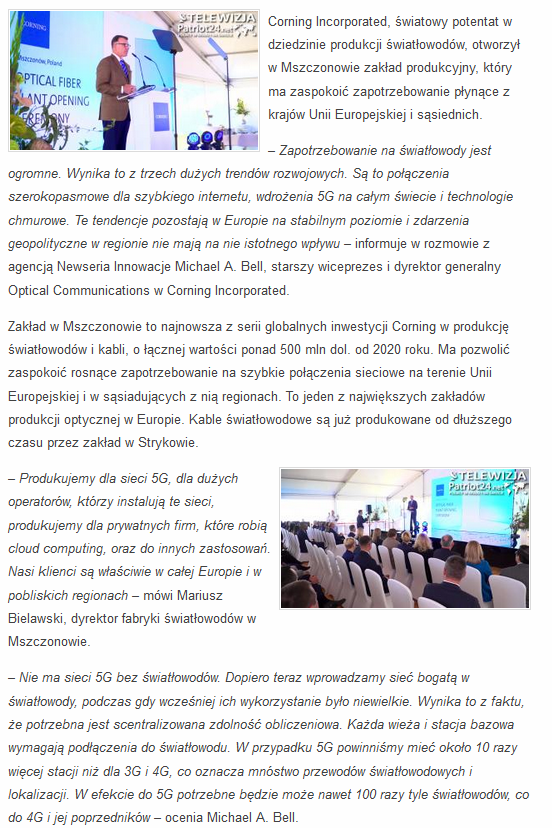 TELEWIZJA
Patriot24.net
CORNING
Mszczonów, Poland
OPTICAL FIBER
PLANT OPENING
CEREMONY
CORNING
Corning Incorporated, światowy potentat w
dziedzinie produkcji światłowodów, otworzył
w Mszczonowie zakład produkcyjny, który
ma zaspokoić zapotrzebowanie płynące z
krajów Unii Europejskiej i sąsiednich.
– Zapotrzebowanie na światłowody jest
ogromne. Wynika to z trzech dużych trendów rozwojowych. Są to połączenia
szerokopasmowe dla szybkiego internetu, wdrożenia 5G na całym świecie i technologie
chmurowe. Te tendencje pozostają w Europie na stabilnym poziomie i zdarzenia
geopolityczne w regionie nie mają na nie istotnego wpływu – informuje w rozmowie z
agencją Newseria Innowacje Michael A. Bell, starszy wiceprezes i dyrektor generalny
Optical Communications w Corning Incorporated.
Zakład w Mszczonowie to najnowsza z serii globalnych inwestycji Corning w produkcję
światłowodów i kabli, o łącznej wartości ponad 500 mln dol. od 2020 roku. Ma pozwolić
zaspokoić rosnące zapotrzebowanie na szybkie połączenia sieciowe na terenie Unii
Europejskiej i w sąsiadujących z nią regionach. To jeden z największych zakładów
produkcji optycznej w Europie. Kable światłowodowe są już produkowane od dłuższego
czasu przez zakład w Strykowie.
– Produkujemy dla sieci 5G, dla dużych
operatorów, którzy instalują te sieci,
produkujemy dla prywatnych firm, które robią
cloud computing, oraz do innych zastosowań.
Nasi klienci są właściwie w całej Europie i w
pobliskich regionach – mówi Mariusz
Bielawski, dyrektor fabryki światłowodów w
Mszczonowie.
TELEWIZJA
Patriot24.net
– Nie ma sieci 5G bez światłowodów. Dopiero teraz wprowadzamy sieć bogatą w
światłowody, podczas gdy wcześniej ich wykorzystanie było niewielkie. Wynika to z faktu,
że potrzebna jest scentralizowana zdolność obliczeniowa. Każda wieża i stacja bazowa
wymagają podłączenia do światłowodu. W przypadku 5G powinniśmy mieć około 10 razy
więcej stacji niż dla 3G i 4G, co oznacza mnóstwo przewodów światłowodowych i
lokalizacji. W efekcie do 5G potrzebne będzie może nawet 100 razy tyle światłowodów, co
do 4G i jej poprzedników – ocenia Michael A. Bell.